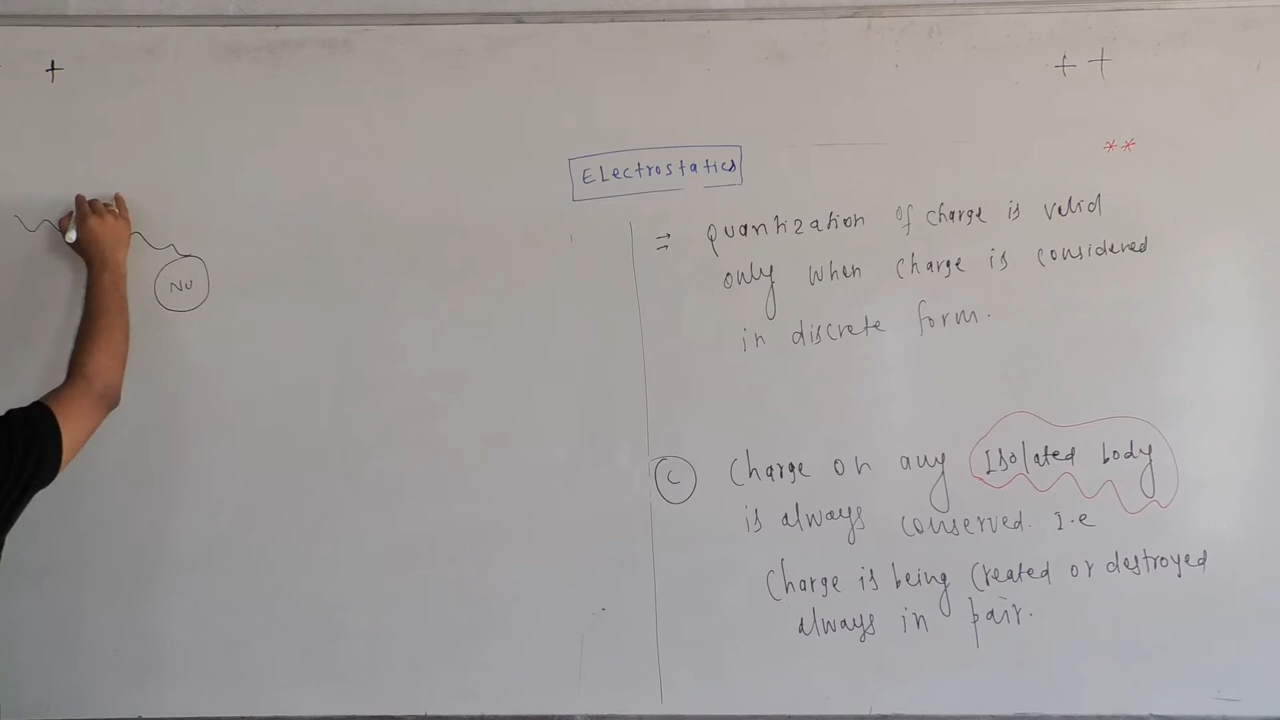 +
+ +
**
Electrostatics
NU
⇒ quantization of charge is valid
only when charge is considered
in discrete form.
C Charge on any Isolated body
is always conserved. I.e
Charge is being Created or destroyed
always in pair.